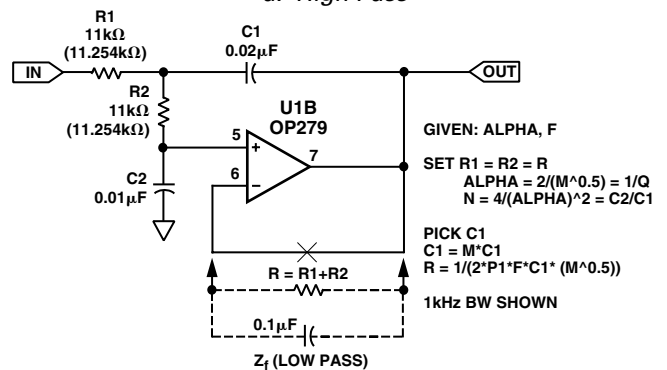 R1
11kΩ
(11.254kΩ)
C1
0.02µF
IN
OUT
R2
11kΩ
(11.254kΩ)
U1B
OP279
5
+
6
–
7
C2
0.01µF
GIVEN: ALPHA, F
SET R1 = R2 = R
ALPHA = 2/(M^0.5) = 1/Q
N = 4/(ALPHA)^2 = C2/C1
PICK C1
C1 = M*C1
R = 1/(2*P1*F*C1* (M^0.5))
1kHz BW SHOWN
R = R1+R2
0.1µF
Zf (LOW PASS)